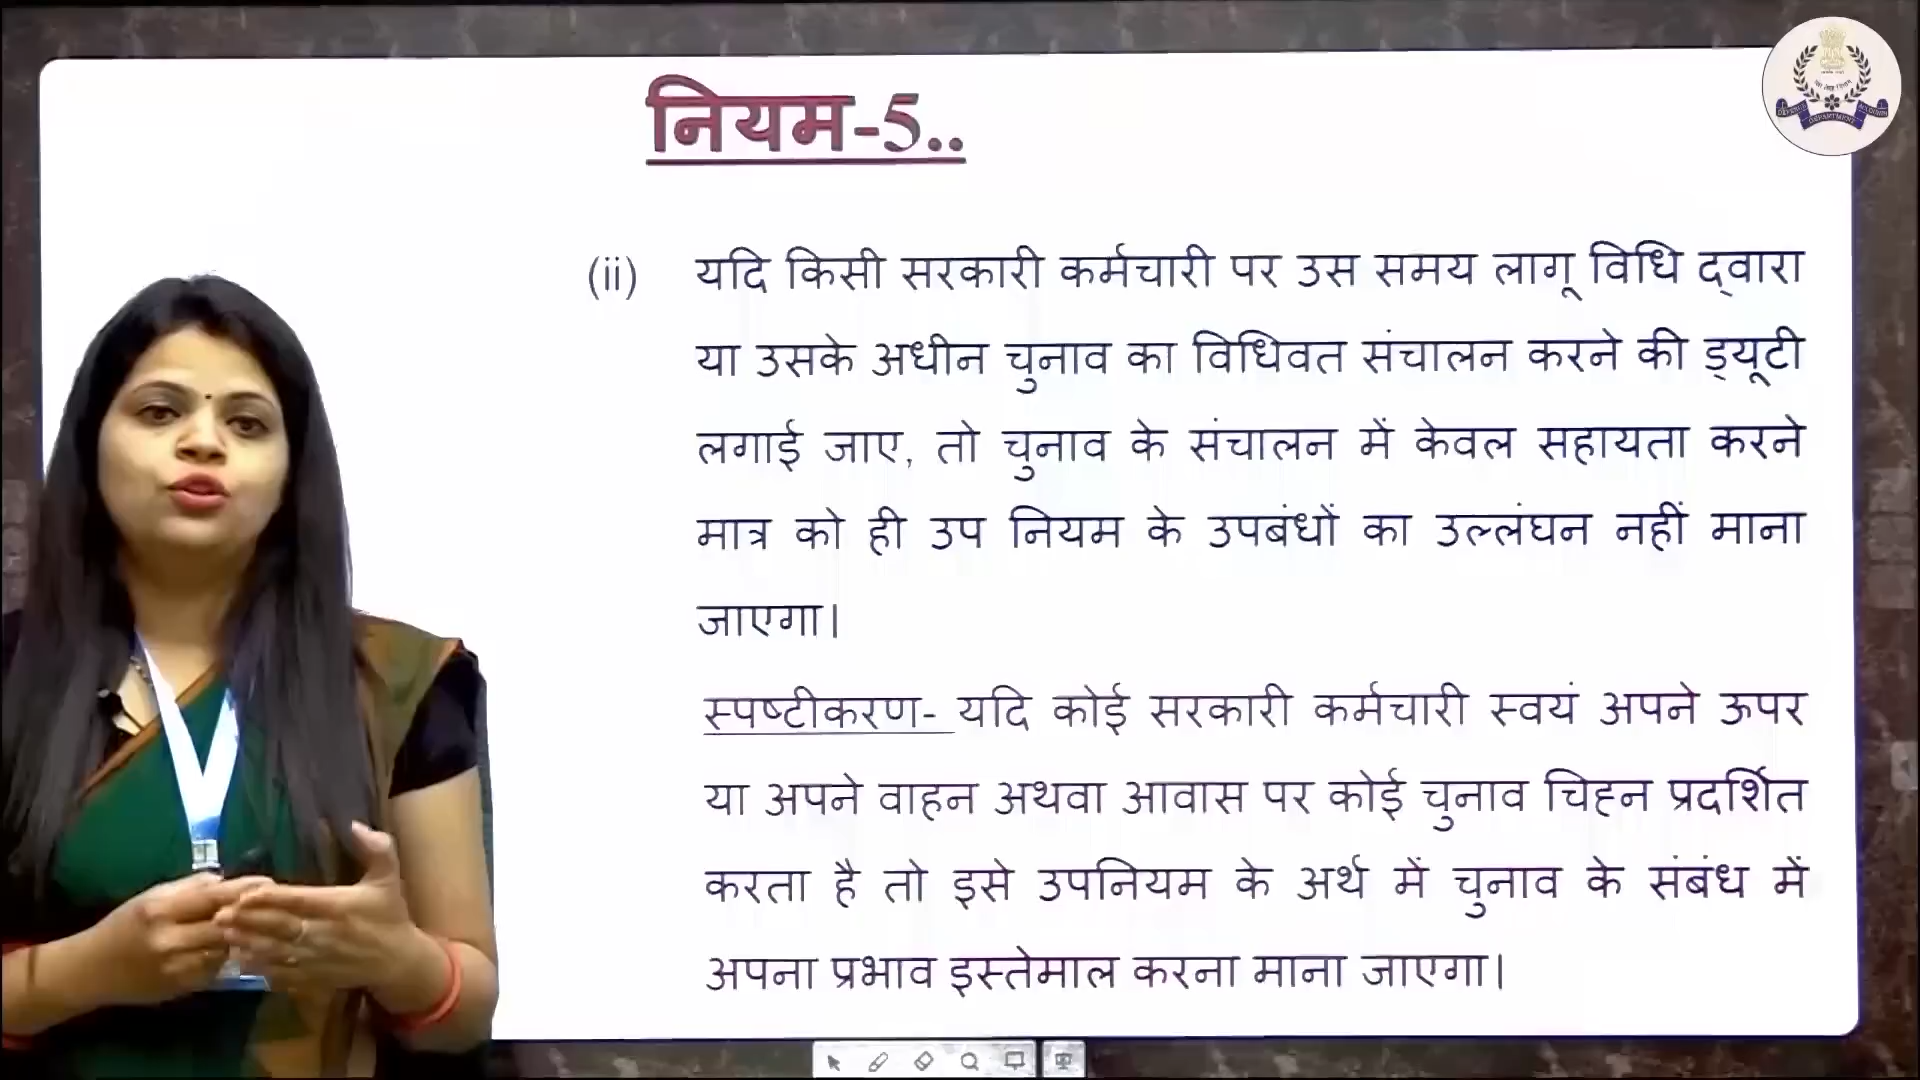 नियम-5..
(ii) यदि किसी सरकारी कर्मचारी पर उस समय लागू विधि द्वारा
या उसके अधीन चुनाव का विधिवत संचालन करने की ड्यूटी
लगाई जाए, तो चुनाव के संचालन में केवल सहायता करने
मात्र को ही उप नियम के उपबंधों का उल्लंघन नहीं माना
जाएगा।
स्पष्टीकरण- यदि कोई सरकारी कर्मचारी स्वयं अपने ऊपर
या अपने वाहन अथवा आवास पर कोई चुनाव चिह्न प्रदर्शित
करता है तो इसे उपनियम के अर्थ में चुनाव के संबंध में
अपना प्रभाव इस्तेमाल करना माना जाएगा।
DEPARTMENT